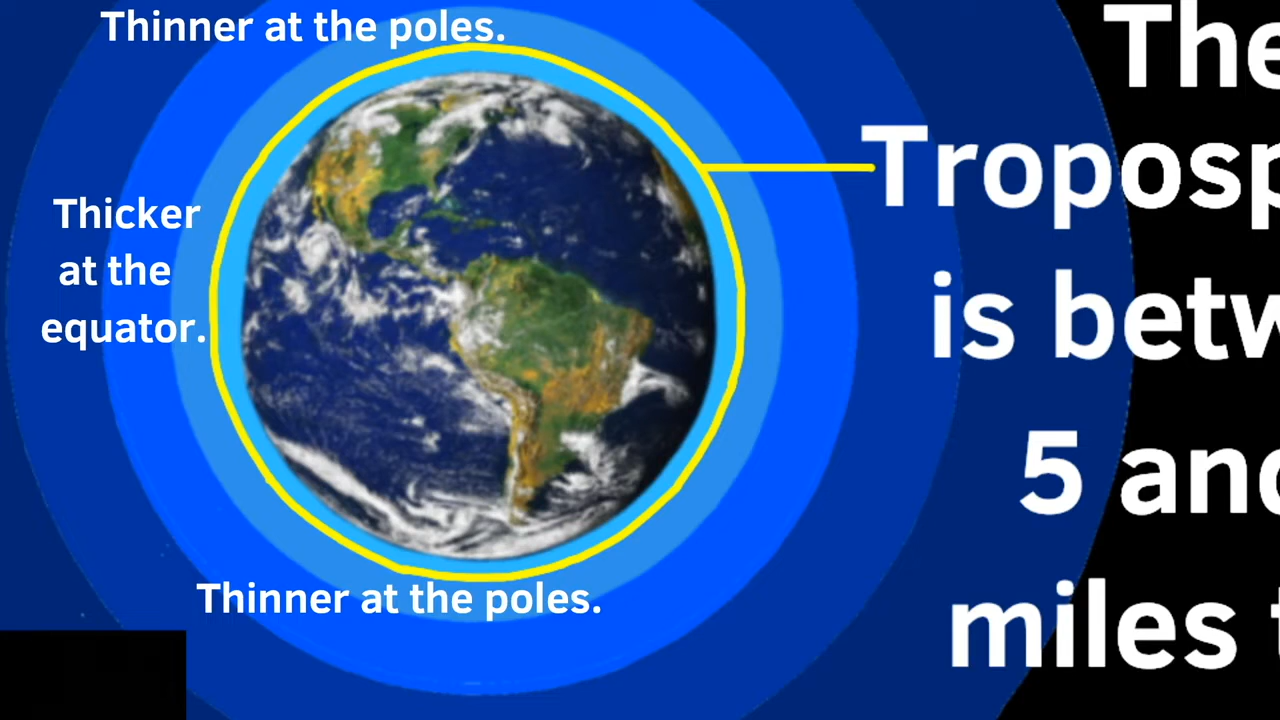 Thinner at the poles.
Thicker
at the
equator.
Thinner at the poles.
The
Troposp
is betw
5 and
miles t